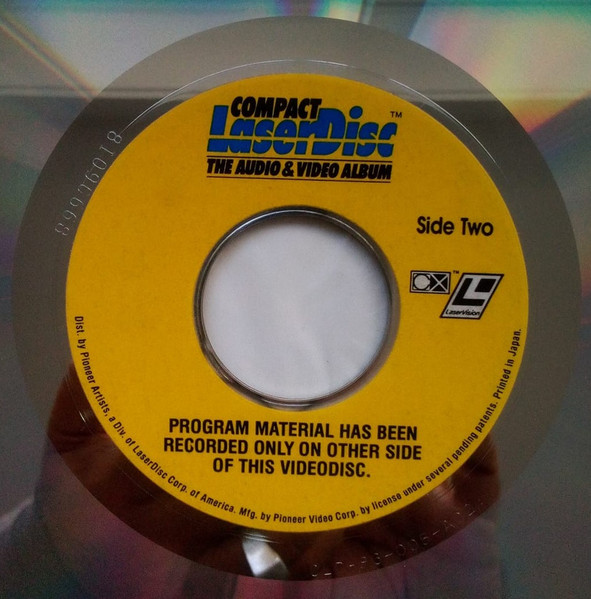 COMPACT
LaserDisc™
THE AUDIO & VIDEO ALBUM
Side Two
CX™
LaserVision
PROGRAM MATERIAL HAS BEEN
RECORDED ONLY ON OTHER SIDE
OF THIS VIDEODISC.
Dist. by Pioneer Artists, a Div. of LaserDisc Corp. of America. Mfg. by Pioneer Video Corp. by license under several pending patents. Printed in Japan.